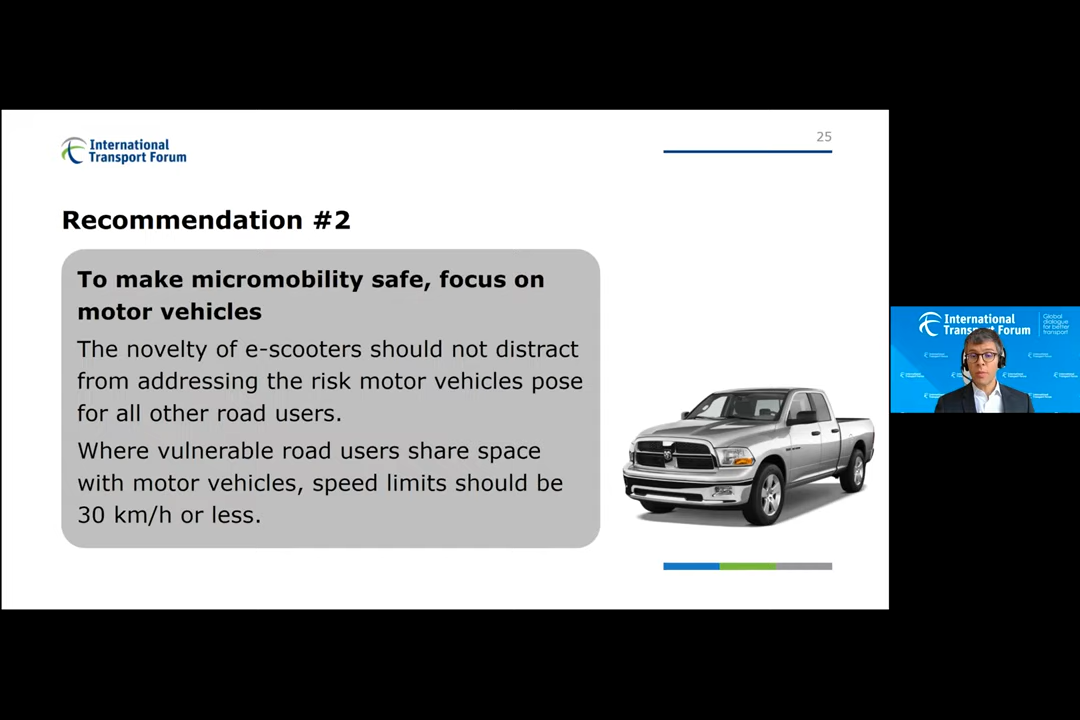 International
Transport Forum
25
Recommendation #2
To make micromobility safe, focus on
motor vehicles
The novelty of e-scooters should not distract
from addressing the risk motor vehicles pose
for all other road users.
Where vulnerable road users share space
with motor vehicles, speed limits should be
30 km/h or less.
International
Transport Forum
Global
dialogue
for better
transport